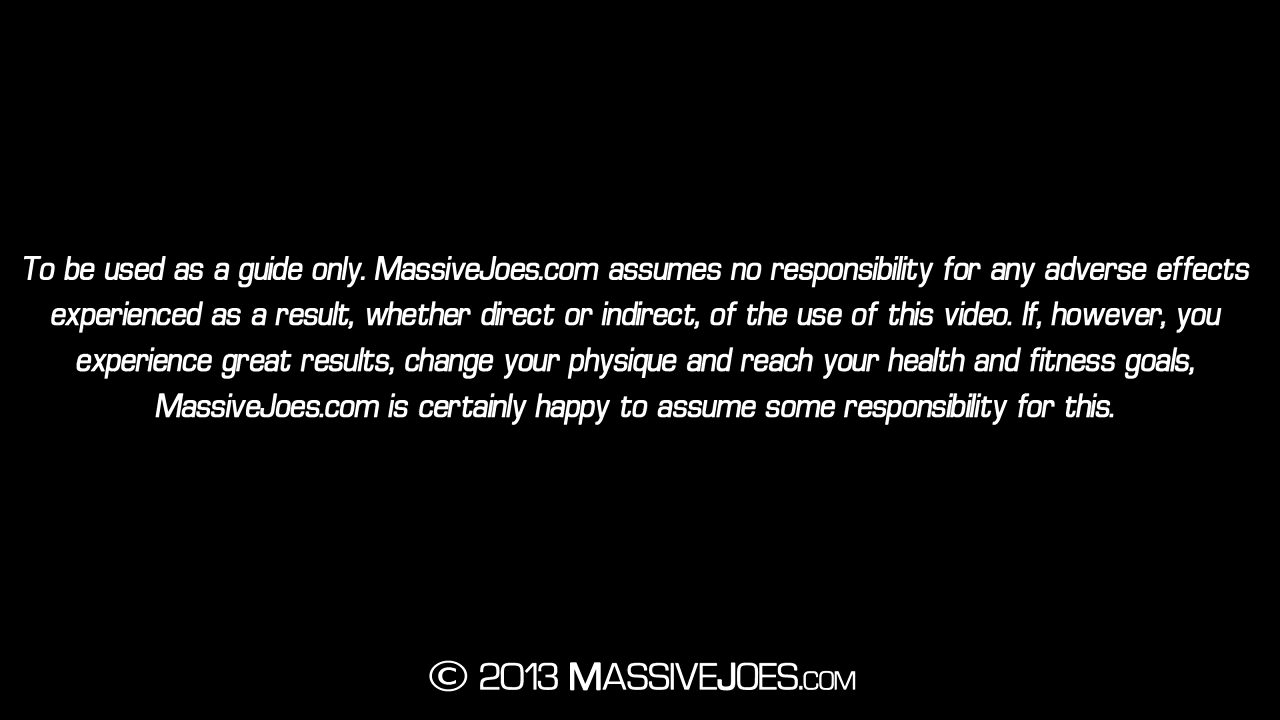 To be used as a guide only. MassiveJoes.com assumes no responsibility for any adverse effects
experienced as a result, whether direct or indirect, of the use of this video. If, however, you
experience great results, change your physique and reach your health and fitness goals,
MassiveJoes.com is certainly happy to assume some responsibility for this.
© 2013 MASSIVEJOES.COM